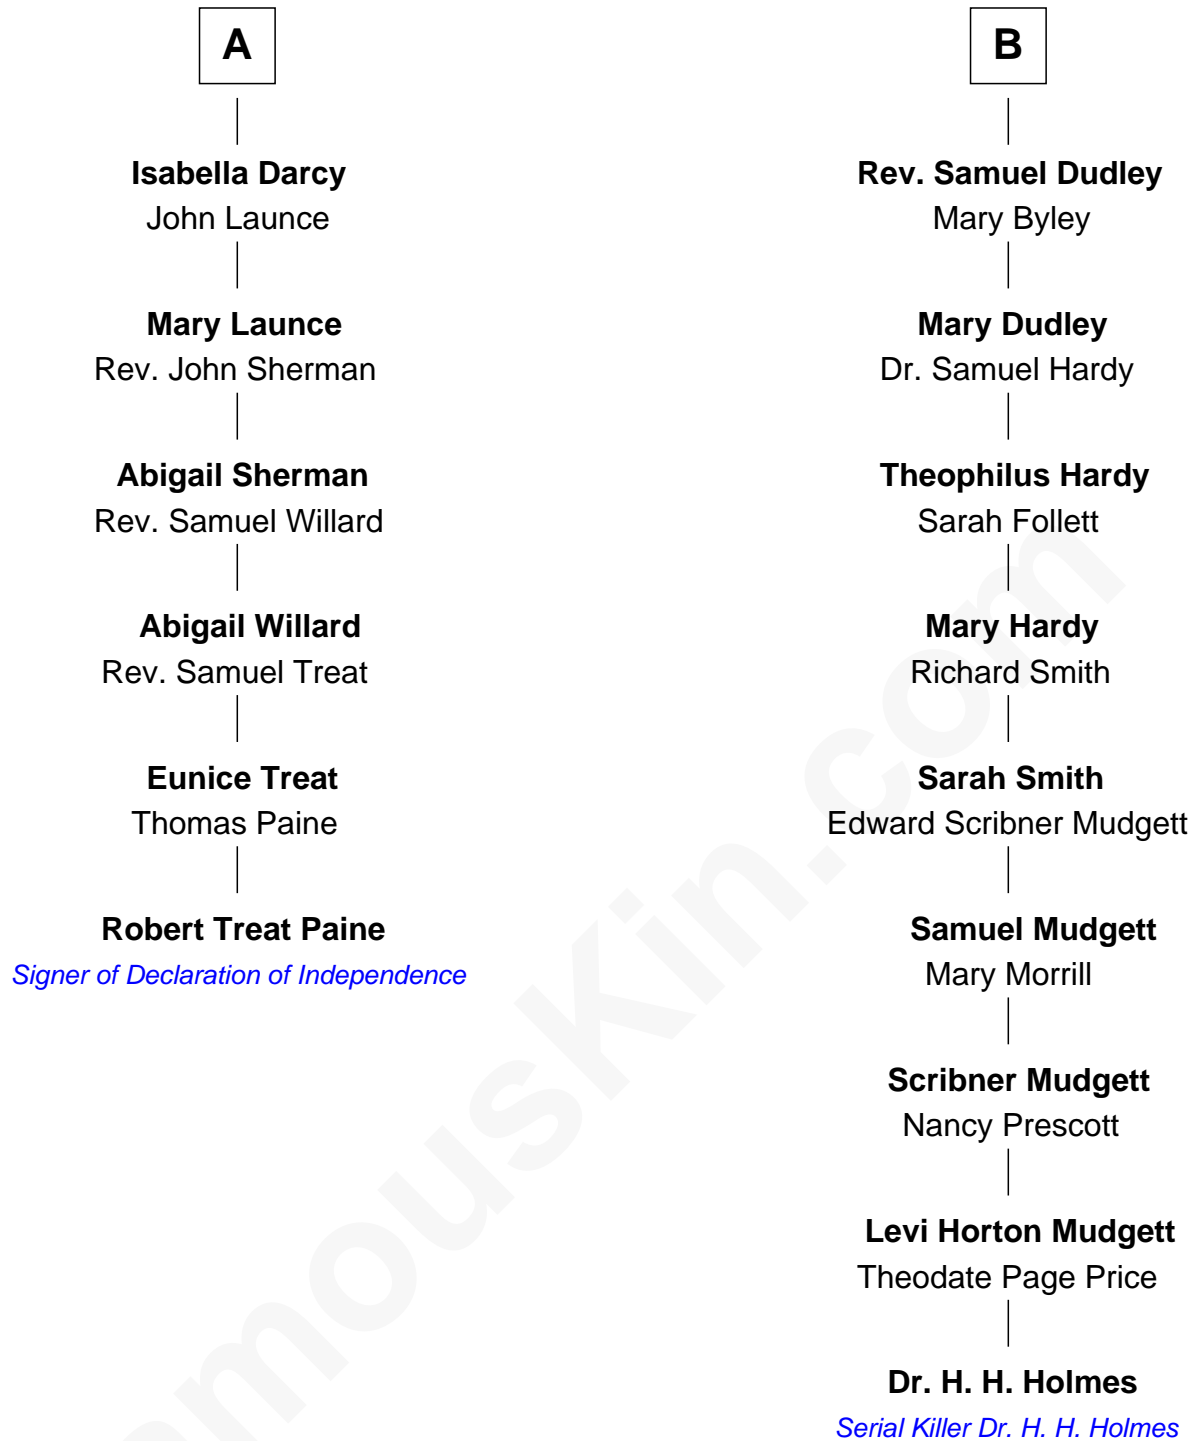 A
Isabella Darcy
John Launce
Mary Launce
Rev. John Sherman
Abigail Sherman
Rev. Samuel Willard
Abigail Willard
Rev. Samuel Treat
Eunice Treat
Thomas Paine
Robert Treat Paine
Signer of Declaration of Independence
B
Rev. Samuel Dudley
Mary Byley
Mary Dudley
Dr. Samuel Hardy
Theophilus Hardy
Sarah Follett
Mary Hardy
Richard Smith
Sarah Smith
Edward Scribner Mudgett
Samuel Mudgett
Mary Morrill
Scribner Mudgett
Nancy Prescott
Levi Horton Mudgett
Theodate Page Price
Dr. H. H. Holmes
Serial Killer Dr. H. H. Holmes
amouskin.com